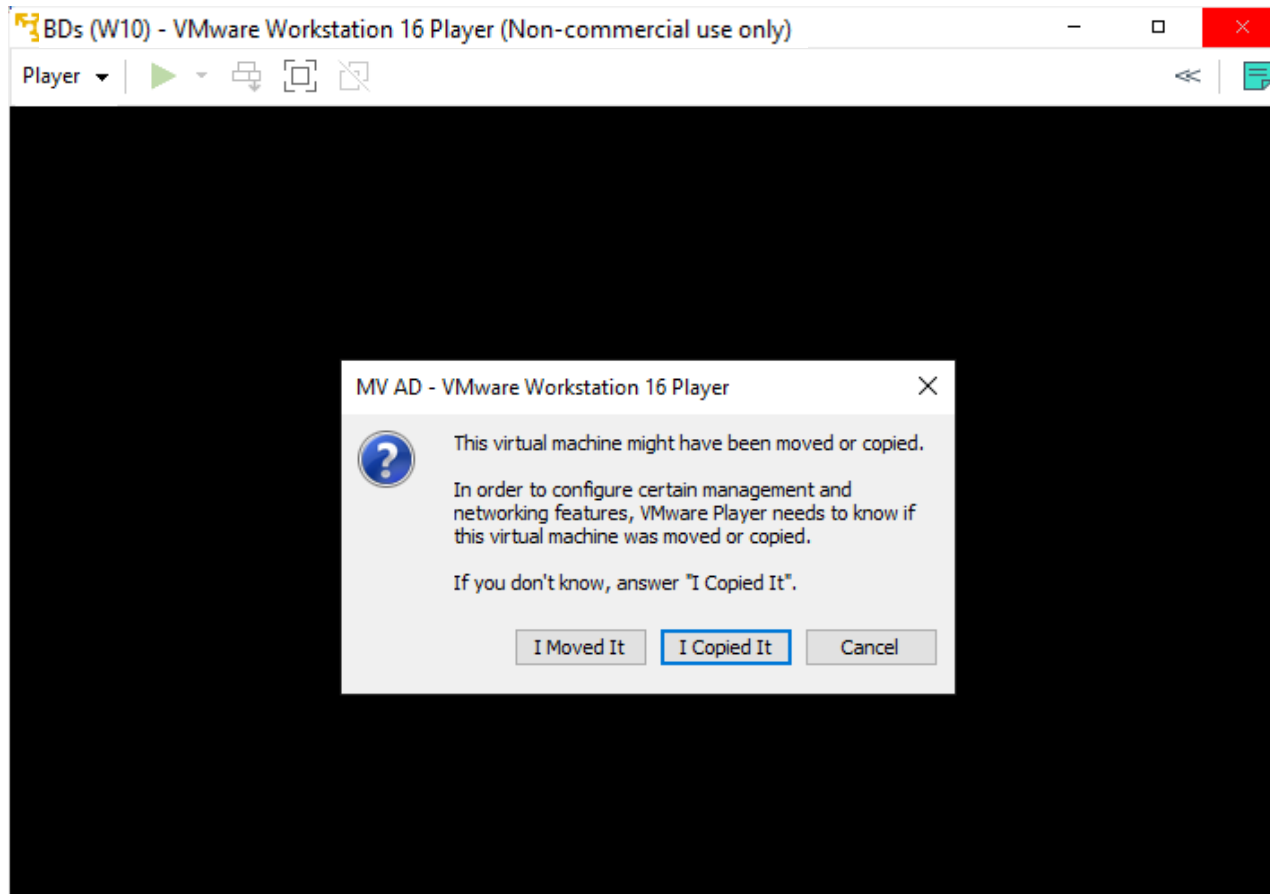 BDs (W10) - VMware Workstation 16 Player (Non-commercial use only)
Player
MV AD - VMware Workstation 16 Player
This virtual machine might have been moved or copied.
In order to configure certain management and
networking features, VMware Player needs to know if
this virtual machine was moved or copied.
If you don't know, answer "I Copied It".
I Moved It
I Copied It
Cancel